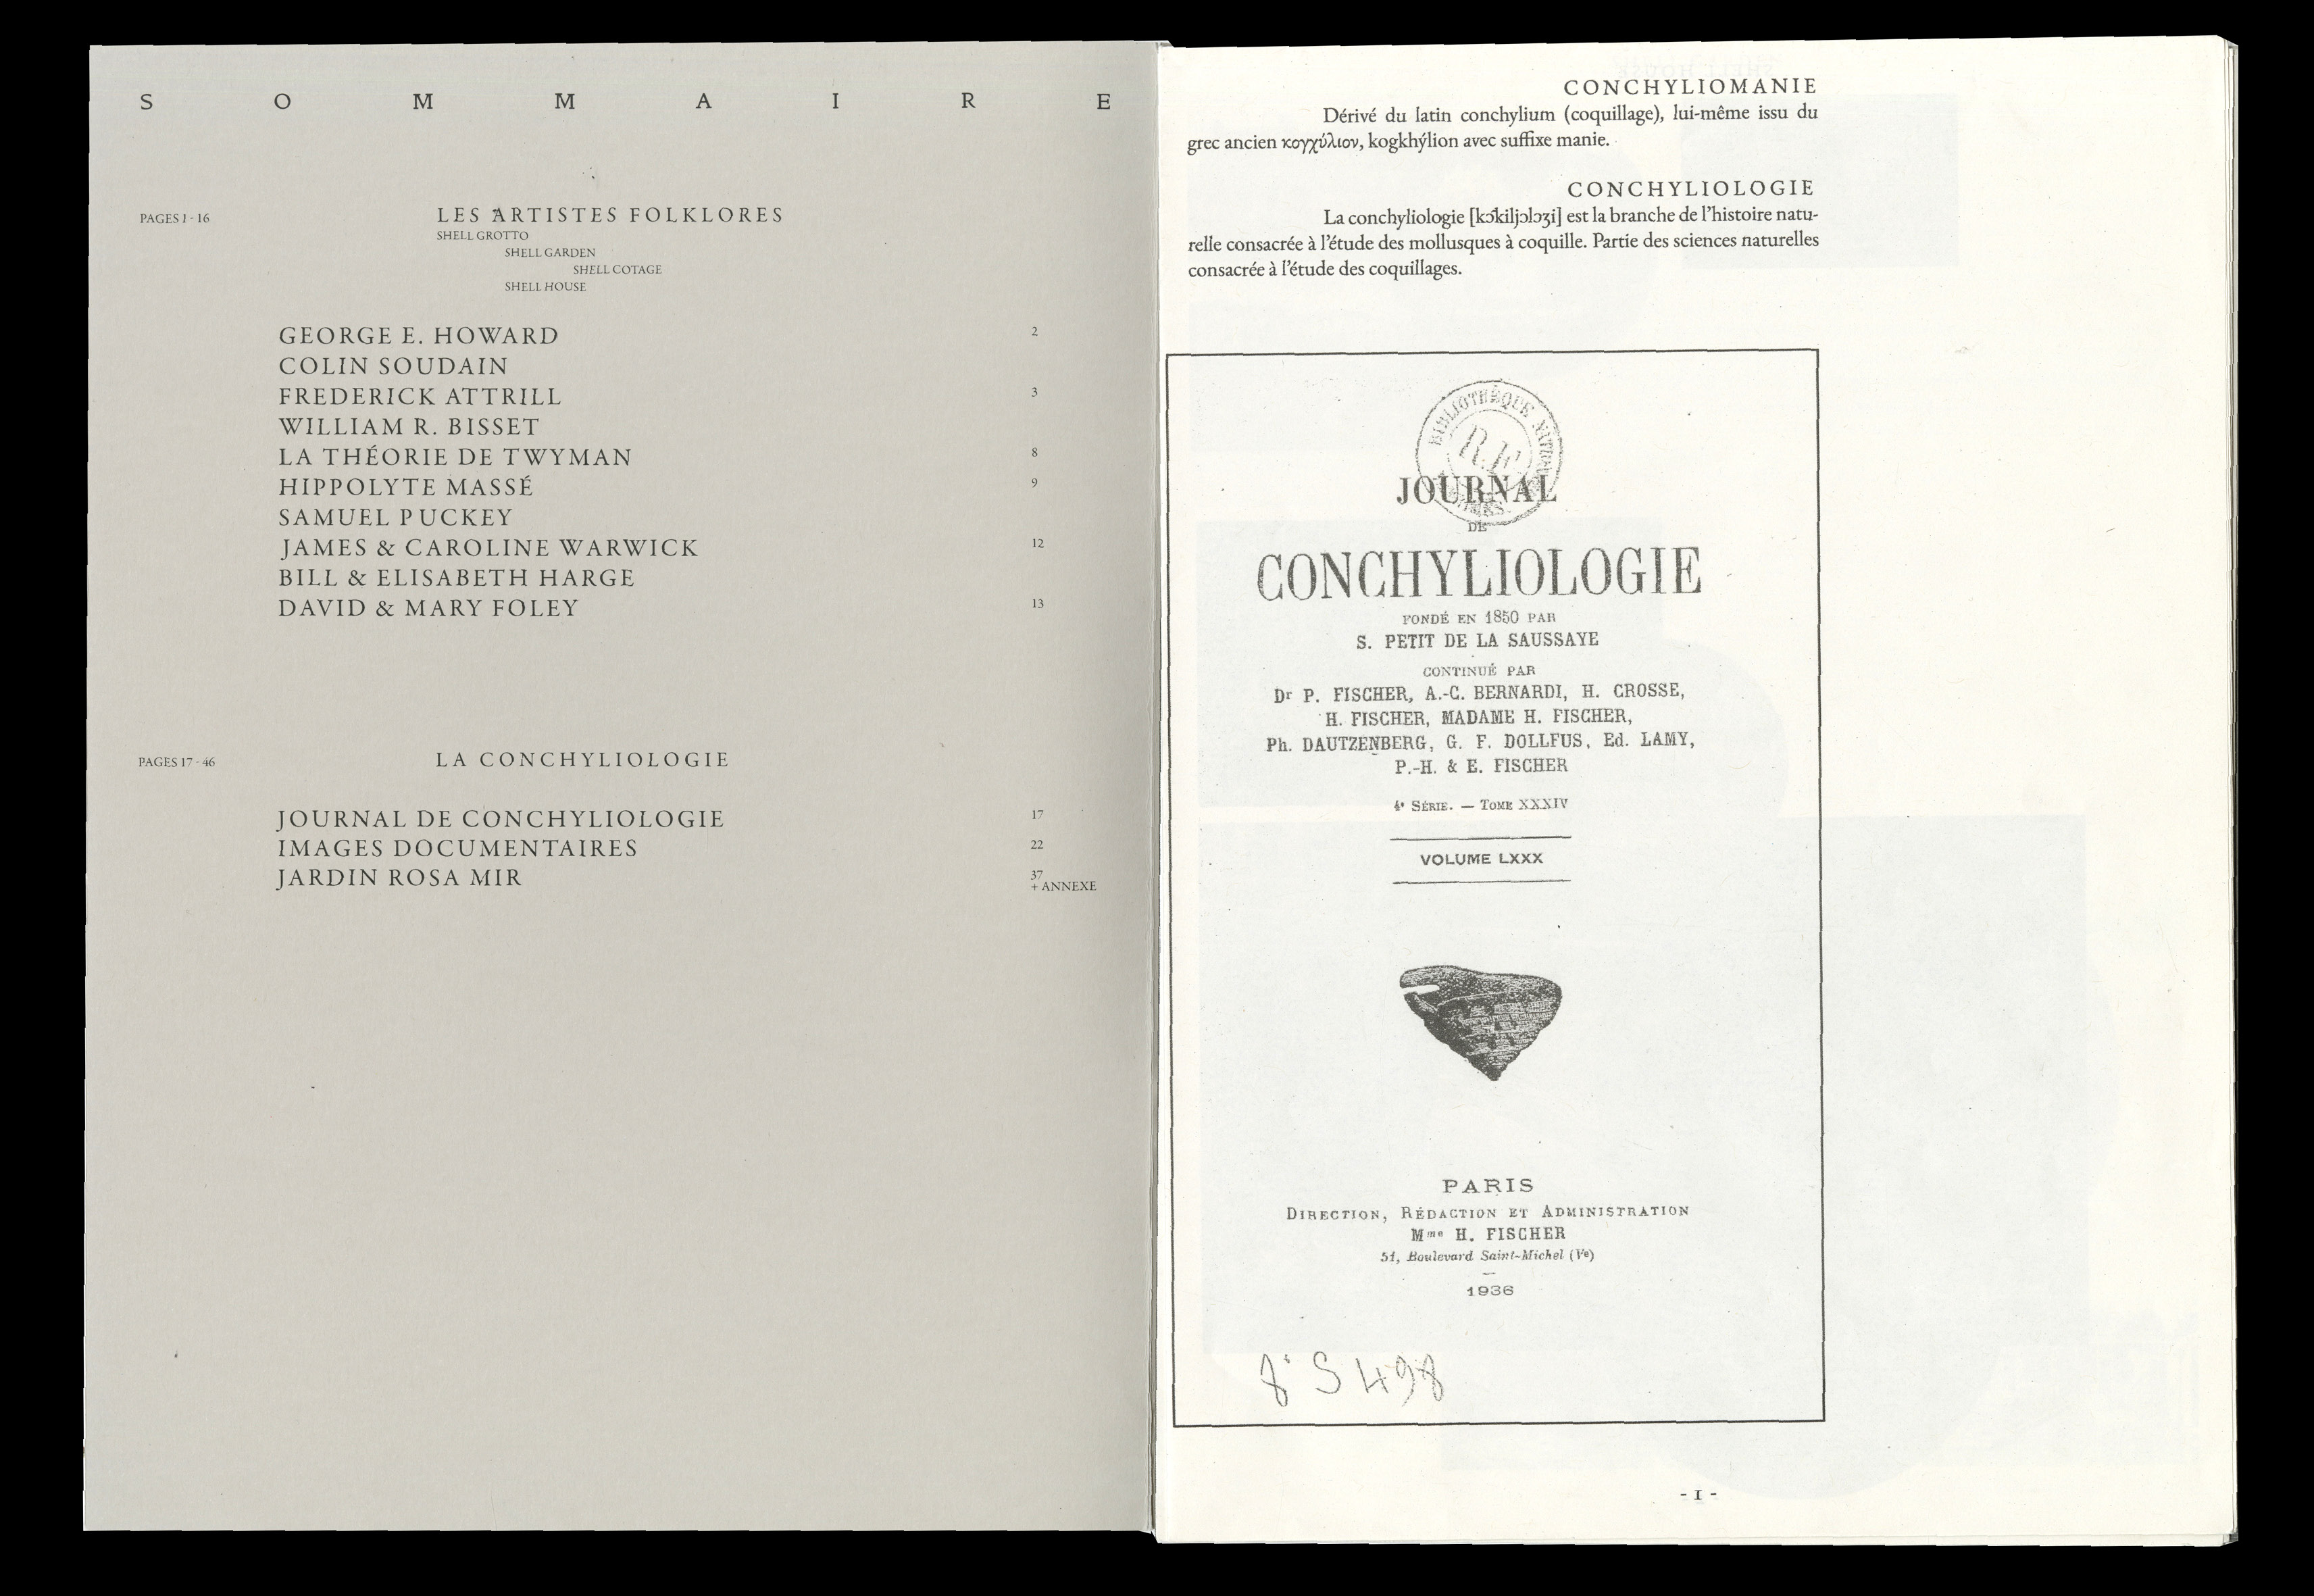 S O M M A I R E
PAGES 1 - 16
LES ARTISTES FOLKLORES
SHELL GROTTO
SHELL GARDEN
SHELL COTAGE
SHELL HOUSE
GEORGE E. HOWARD 2
COLIN SOUDAIN
FREDERICK ATTRILL 3
WILLIAM R. BISSET
LA THÉORIE DE TWYMAN 8
HIPPOLYTE MASSÉ 9
SAMUEL PUCKEY
JAMES & CAROLINE WARWICK 12
BILL & ELISABETH HARGE
DAVID & MARY FOLEY 13
PAGES 17 - 46
LA CONCHYLIOLOGIE
JOURNAL DE CONCHYLIOLOGIE 17
IMAGES DOCUMENTAIRES 22
JARDIN ROSA MIR 37
+ ANNEXE
CONCHYLIOMANIE
Dérivé du latin conchylium (coquillage), lui-même issu du
grec ancien κογχύλιον, kogkhýlion avec suffixe manie.
CONCHYLIOLOGIE
La conchyliologie [kɔ̃kiljɔlɔʒi] est la branche de l'histoire natu-
relle consacrée à l'étude des mollusques à coquille. Partie des sciences naturelles
consacrée à l'étude des coquillages.
BIBLIOTHÈQUE
R.F
JOURNAL
DE
CONCHYLIOLOGIE
FONDÉ EN 1850 PAR
S. PETIT DE LA SAUSSAYE
CONTINUÉ PAR
Dr P. FISCHER, A.-C. BERNARDI, H. CROSSE,
H. FISCHER, MADAME H. FISCHER,
Ph. DAUTZENBERG, G. F. DOLLFUS, Ed. LAMY,
P.-H. & E. FISCHER
4e SÉRIE. — TOME XXXIV
VOLUME LXXX
PARIS
DIRECTION, RÉDACTION ET ADMINISTRATION
Mme H. FISCHER
51, Boulevard Saint-Michel (Ve)
1936
8° S 498
- 1 -